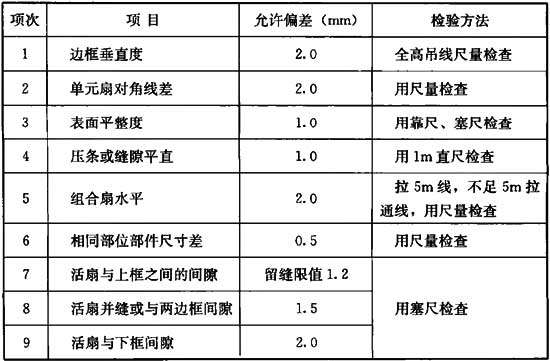 项次 项目 允许偏差（mm） 检验方法
1 边框垂直度 2.0 全高吊线尺量检查
2 单元扇对角线差 2.0 用尺量检查
3 表面平整度 1.0 用靠尺、塞尺检查
4 压条或缝隙平直 1.0 用1m直尺检查
5 组合扇水平 2.0 拉5m线，不足5m拉
通线，用尺量检查
6 相同部位部件尺寸差 0.5 用尺量检查
7 活扇与上框之间的间隙 留缝限值1.2
8 活扇并缝或与两边框间隙 1.5 用塞尺检查
9 活扇与下框间隙 2.0